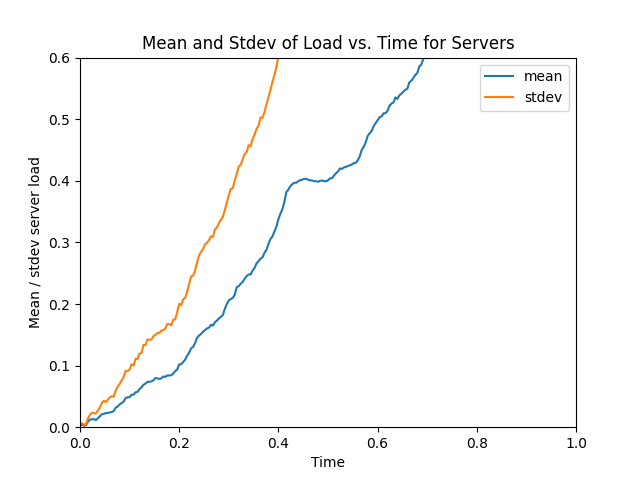 Mean and Stdev of Load vs. Time for Servers
mean
stdev
Mean / stdev server load
0.6
0.5
0.4
0.3
0.2
0.1
0.0
0.0 0.2 0.4 0.6 0.8 1.0
Time